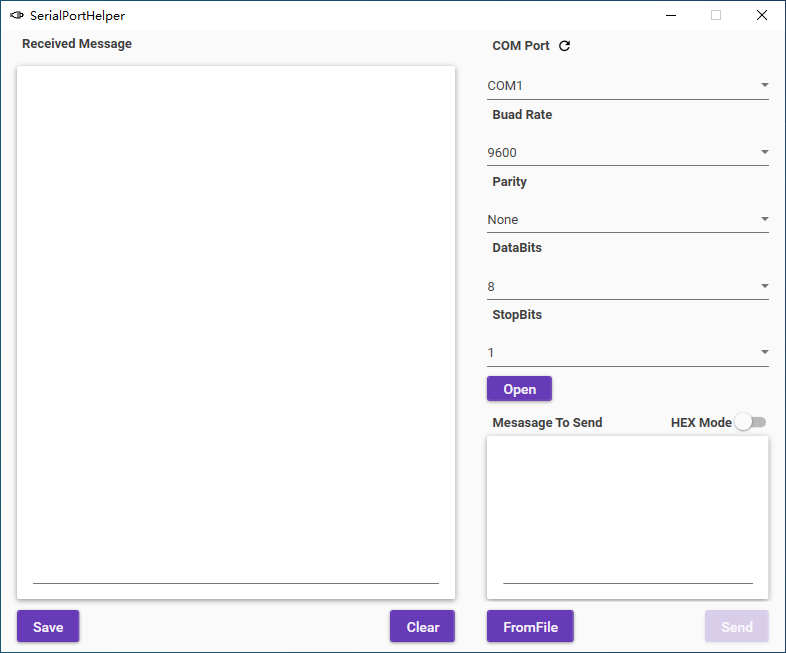 SerialPortHelper
Received Message
COM Port
COM1
Buad Rate
9600
Parity
None
DataBits
8
StopBits
1
Open
Mesasage To Send
HEX Mode
Save
Clear
FromFile
Send